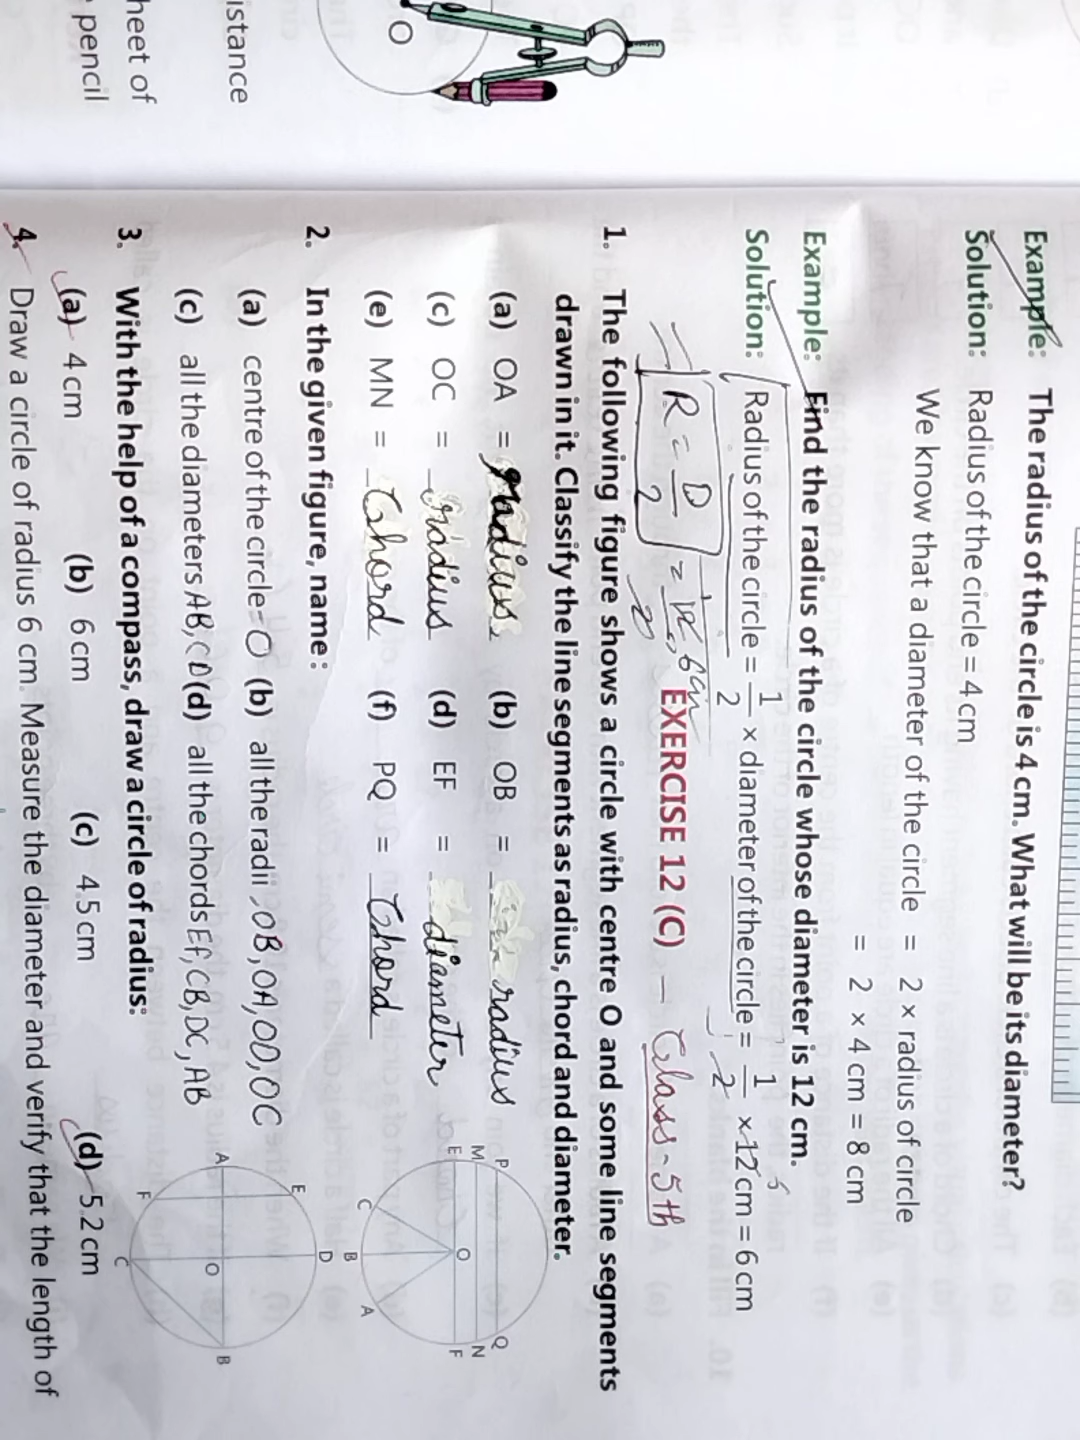 Example: The radius of the circle is 4 cm. What will be its diameter?
Solution: Radius of the circle = 4 cm
We know that a diameter of the circle = 2 × radius of circle
= 2 × 4 cm = 8 cm
Example: Find the radius of the circle whose diameter is 12 cm.
Solution: Radius of the circle = 1/2 × diameter of the circle = 1/2 × 12 cm = 6 cm
6
R = D/2 = 12/2 6 cm
EXERCISE 12 (C) — Class-5th
1. The following figure shows a circle with centre O and some line segments
drawn in it. Classify the line segments as radius, chord and diameter.
(a) OA = radius (b) OB = radius
(c) OC = radius (d) EF = diameter
(e) MN = Chord (f) PQ = Chord
P Q
M N
E O F
C
B A
2. In the given figure, name:
(a) centre of the circle = O (b) all the radii, OB, OA, OD, OC
(c) all the diameters AB, CD (d) all the chords EF, CB, DC, AB
E D
A O B
F C
3. With the help of a compass, draw a circle of radius:
(a) 4 cm (b) 6 cm (c) 4.5 cm (d) 5.2 cm
4. Draw a circle of radius 6 cm. Measure the diameter and verify that the length of
O
istance
heet of
pencil